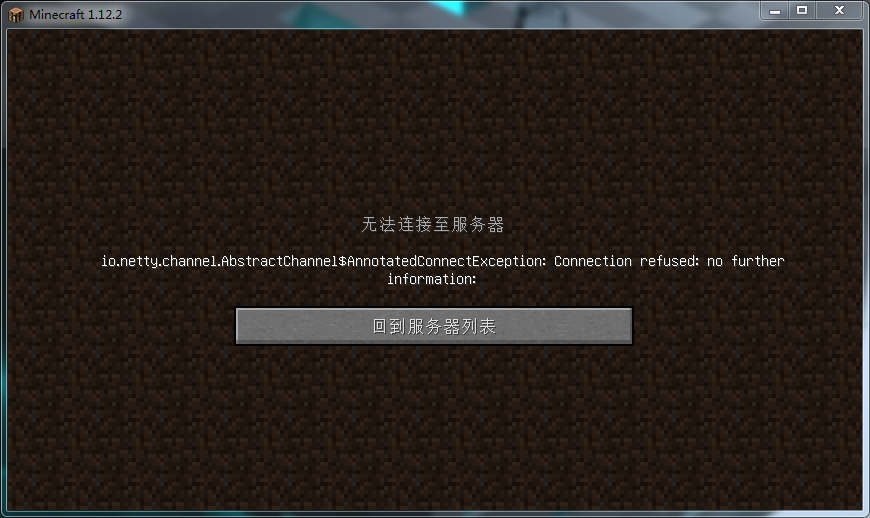 Minecraft 1.12.2
无法连接至服务器
io.netty.channel.AbstractChannel$AnnotatedConnectException: Connection refused: no further
information:
回到服务器列表